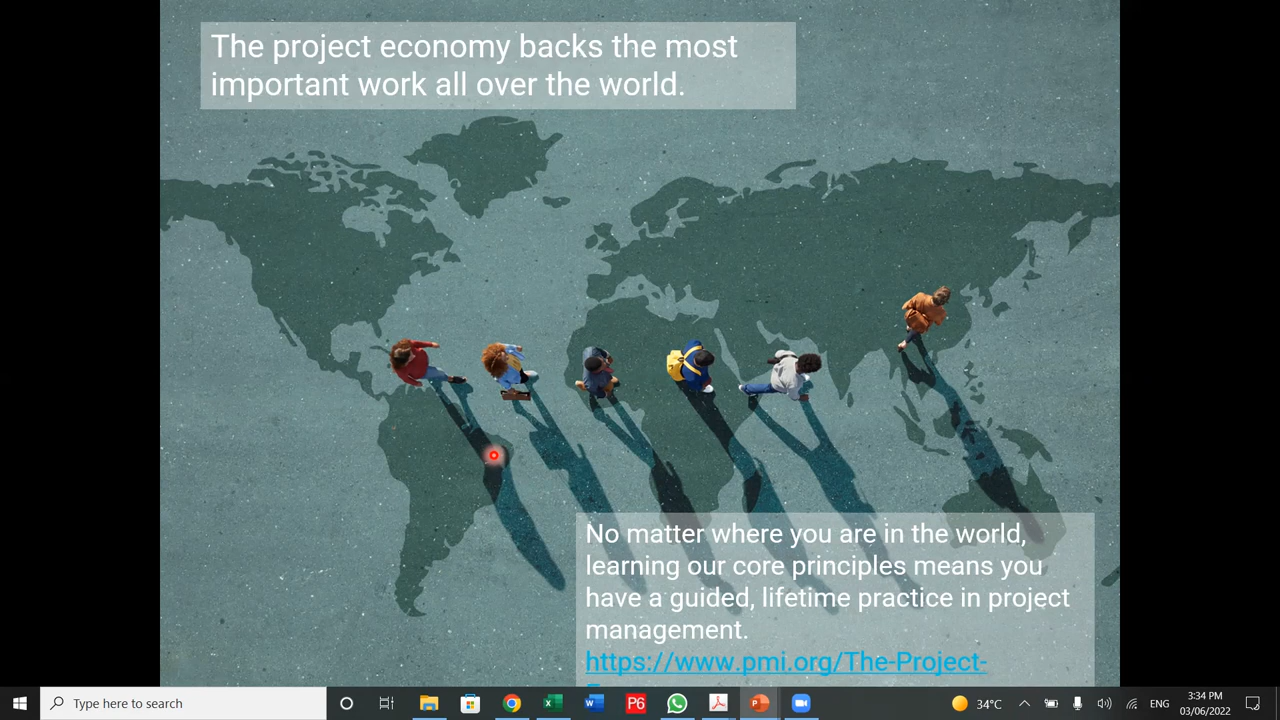 The project economy backs the most
important work all over the world.
No matter where you are in the world,
learning our core principles means you
have a guided, lifetime practice in project
management.
https://www.pmi.org/The-Project-
Type here to search
P6
34°C
ENG
3:34 PM
03/06/2022